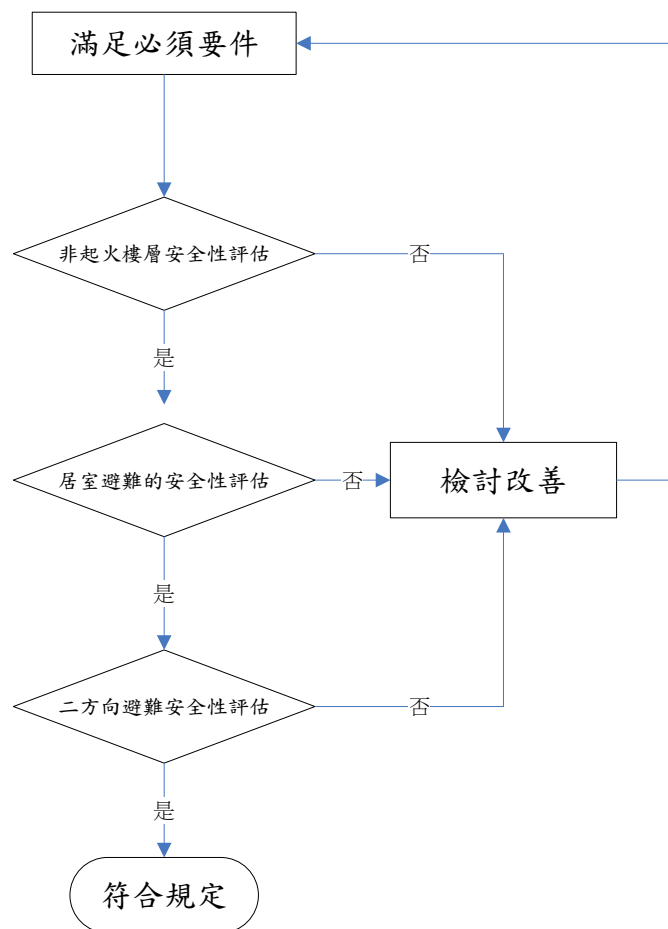 滿足必須要件
非起火樓層安全性評估
否
是
居室避難的安全性評估
否
檢討改善
是
二方向避難安全性評估
否
是
符合規定